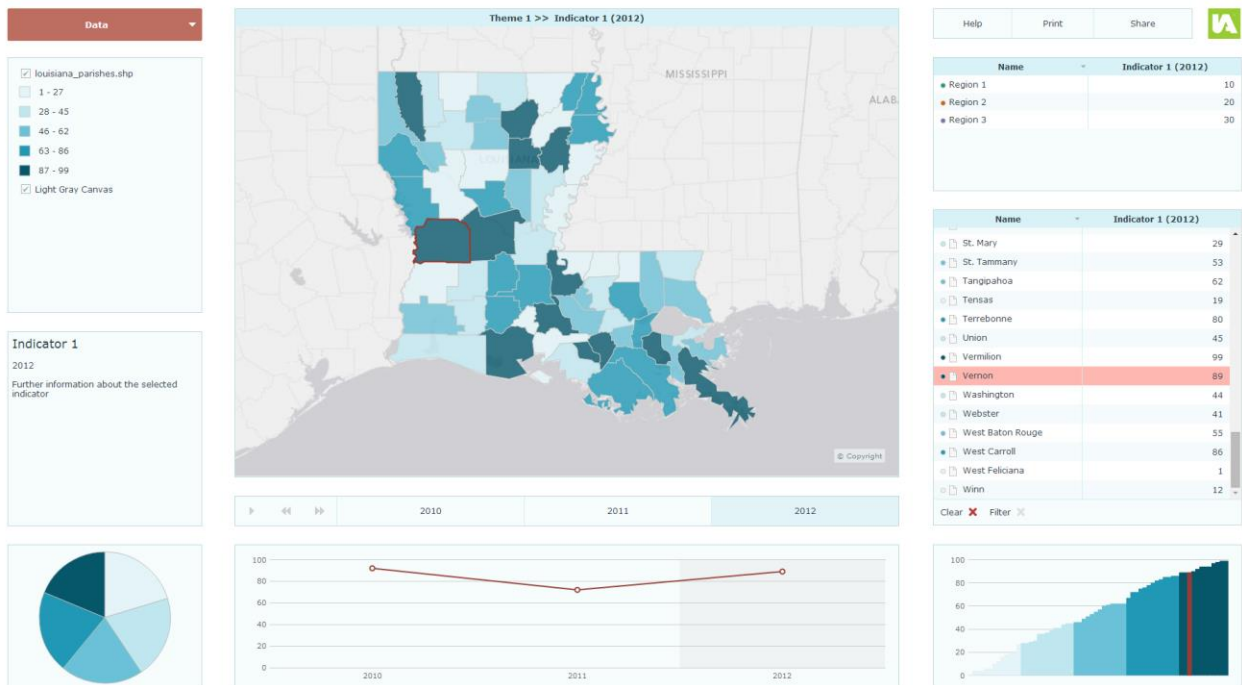 Data
louisiana_parishes.shp
1 - 27
28 - 45
46 - 62
63 - 86
87 - 99
Light Gray Canvas
Indicator 1
2012
Further information about the selected
indicator
Theme 1 >> Indicator 1 (2012)
MISSISSIPPI
ALAB
LOUISIANA
© Copyright
2010 2011 2012
100
80
60
40
20
0
2010 2011 2012
Help Print Share
Name Indicator 1 (2012)
Region 1 10
Region 2 20
Region 3 30
Name Indicator 1 (2012)
St. Mary 29
St. Tammany 53
Tangipahoa 62
Tensas 19
Terrebonne 80
Union 45
Vermilion 99
Vernon 89
Washington 44
Webster 41
West Baton Rouge 55
West Carroll 86
West Feliciana 1
Winn 12
Clear Filter
100
80
60
40
20
0